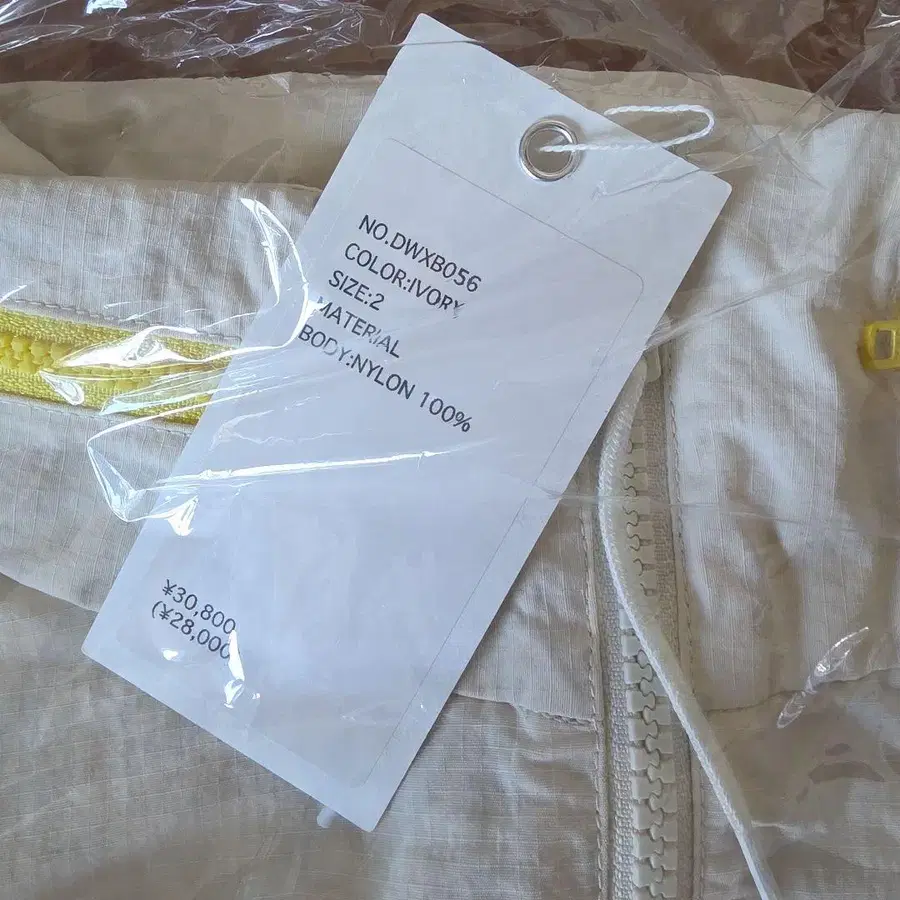 NO.DWXB056
COLOR:IVORY
SIZE:2
MATERIAL
BODY:NYLON 100%
¥30,800
(¥28,000)